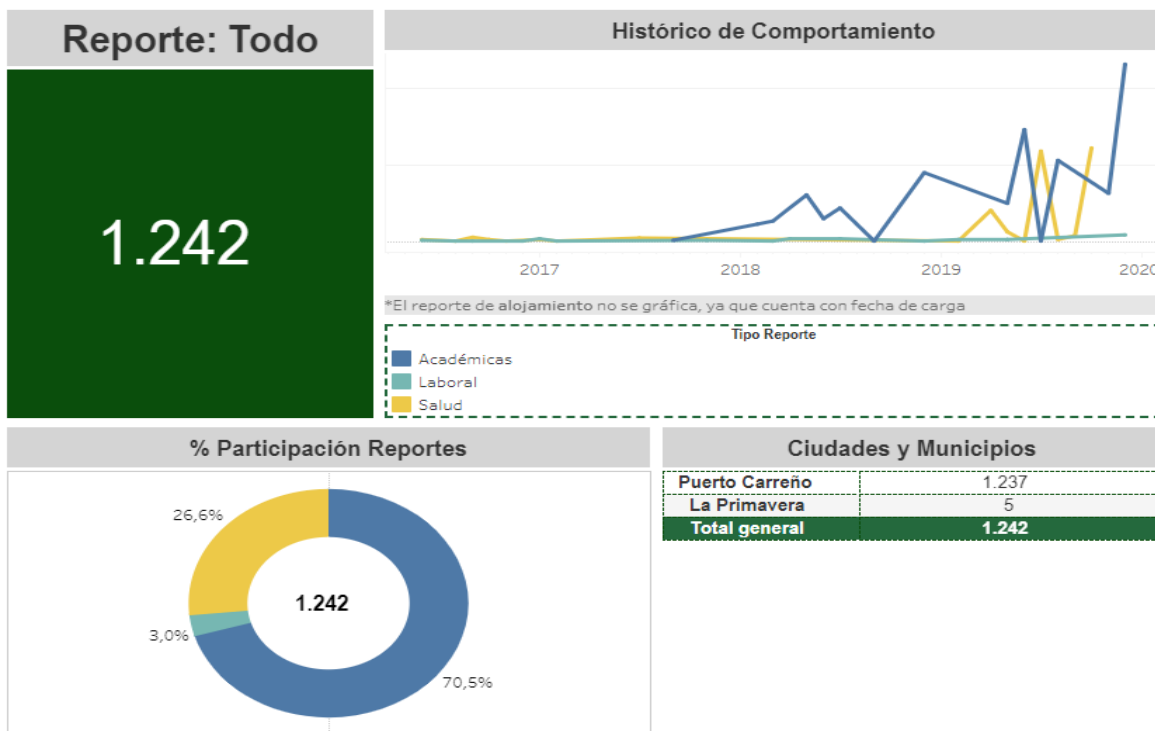 Reporte: Todo
1.242
Histórico de Comportamiento
2017 2018 2019 2020
*El reporte de alojamiento no se gráfica, ya que cuenta con fecha de carga
Tipo Reporte
Académicas
Laboral
Salud
% Participación Reportes
26,6%
1.242
3,0%
70,5%
Ciudades y Municipios
Puerto Carreño 1.237
La Primavera 5
Total general 1.242